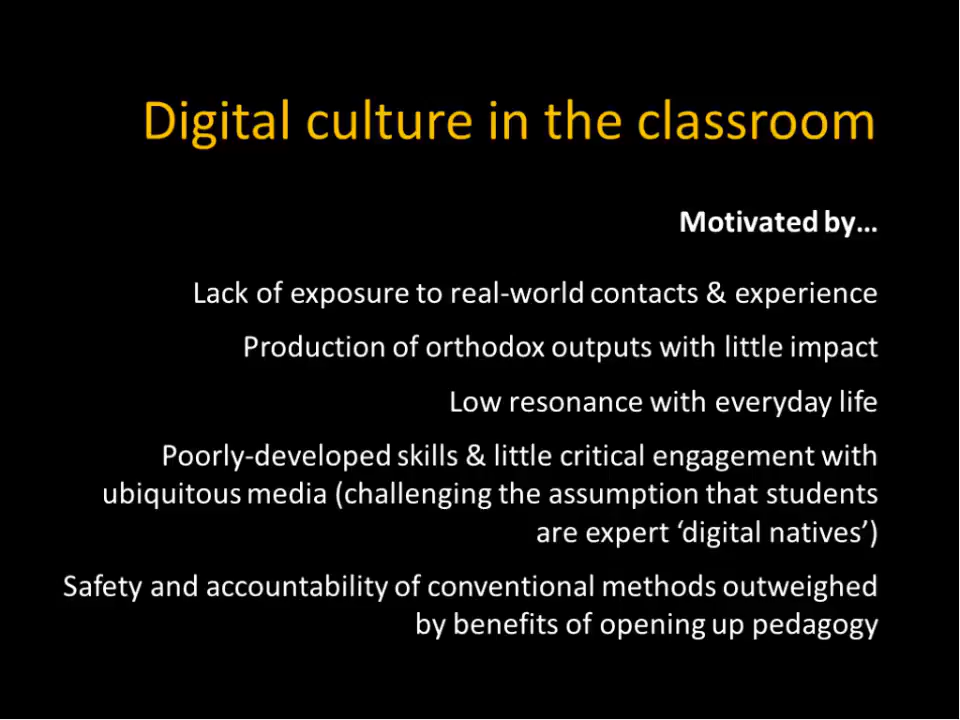 Digital culture in the classroom
Motivated by…
Lack of exposure to real-world contacts & experience
Production of orthodox outputs with little impact
Low resonance with everyday life
Poorly-developed skills & little critical engagement with
ubiquitous media (challenging the assumption that students
are expert ‘digital natives’)
Safety and accountability of conventional methods outweighed
by benefits of opening up pedagogy